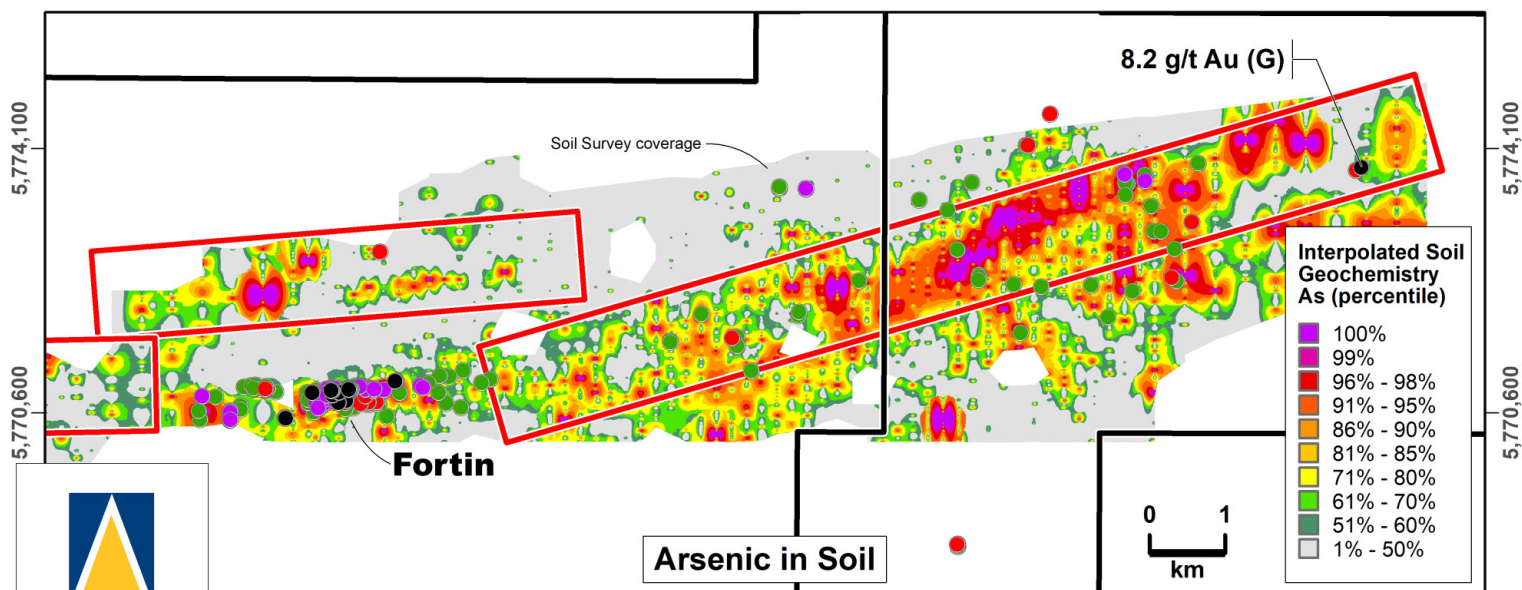 8.2 g/t Au (G)
5,774,100
5,774,100
Soil Survey coverage
Interpolated Soil
Geochemistry
As (percentile)
100%
99%
96% - 98%
91% - 95%
86% - 90%
81% - 85%
71% - 80%
61% - 70%
51% - 60%
1% - 50%
5,770,600
5,770,600
Fortin
Arsenic in Soil
0 1
km